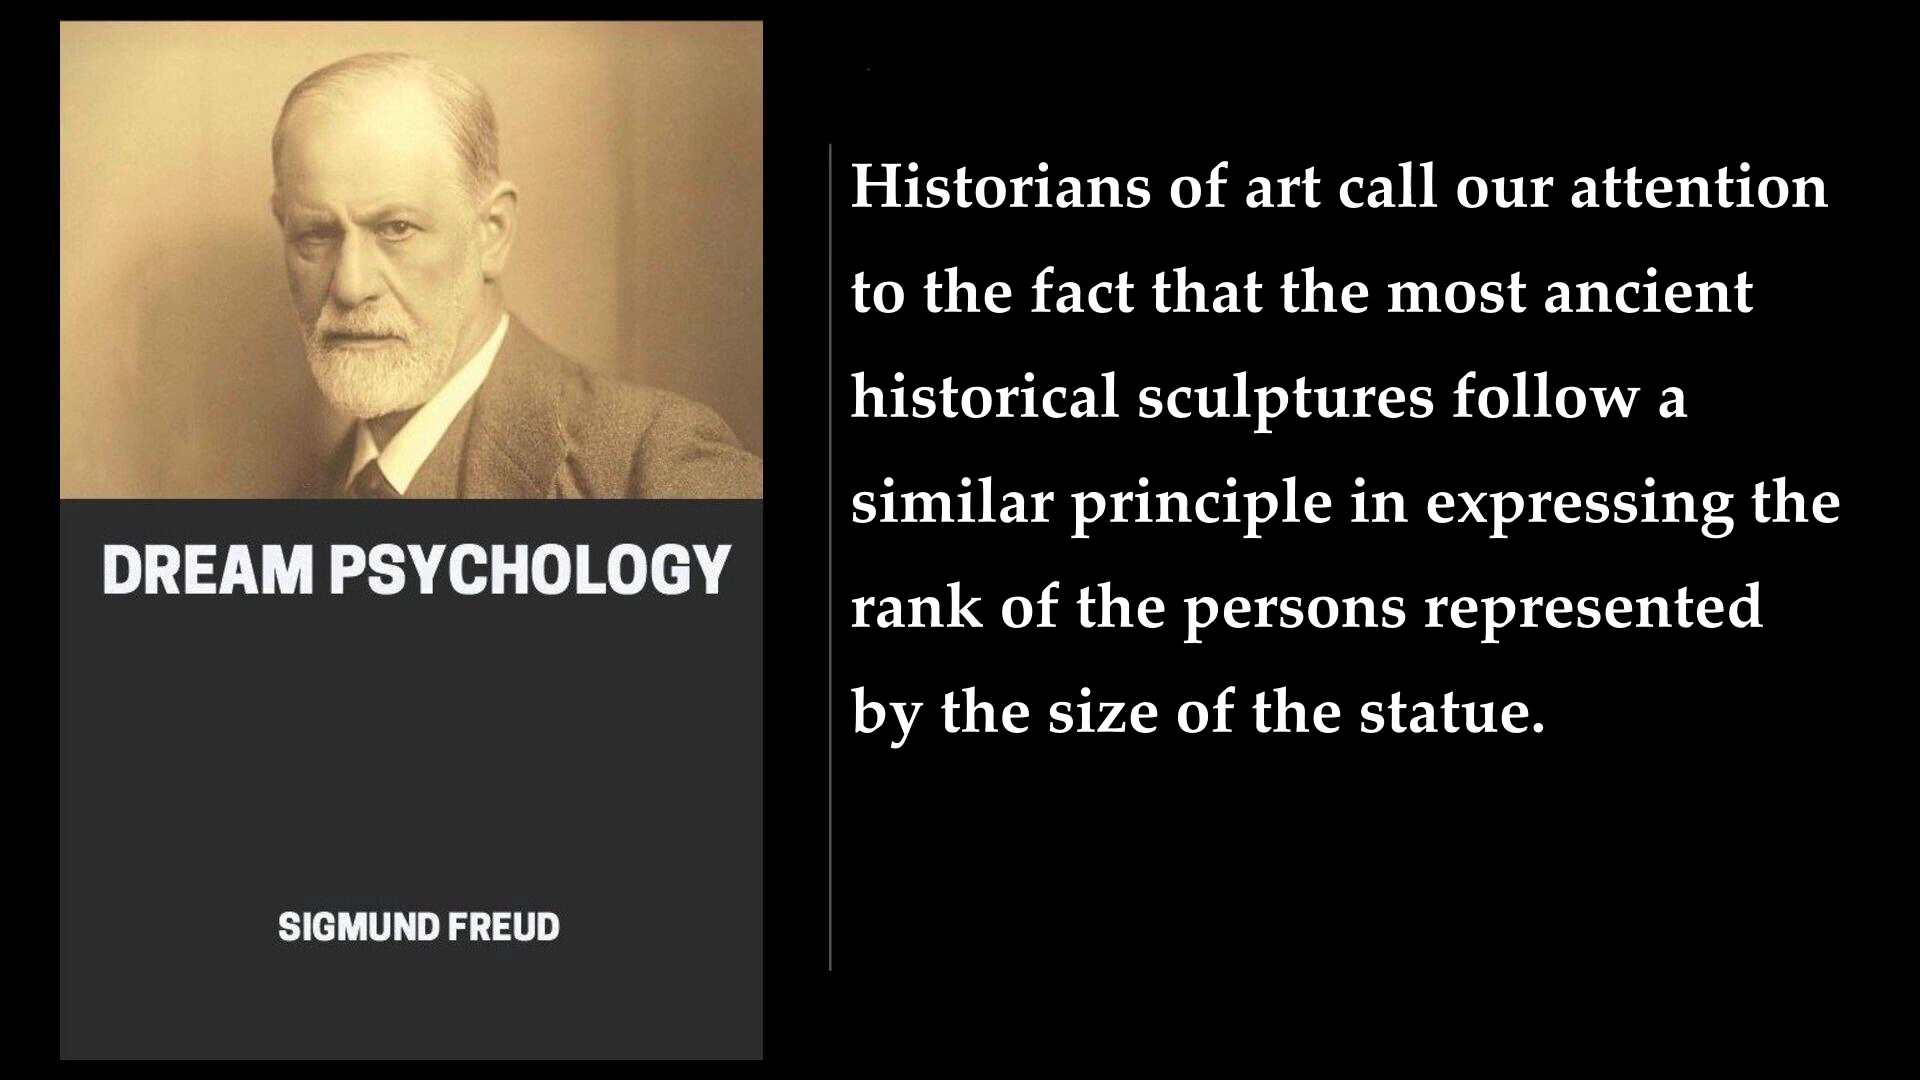 DREAM PSYCHOLOGY
SIGMUND FREUD
Historians of art call our attention
to the fact that the most ancient
historical sculptures follow a
similar principle in expressing the
rank of the persons represented
by the size of the statue.